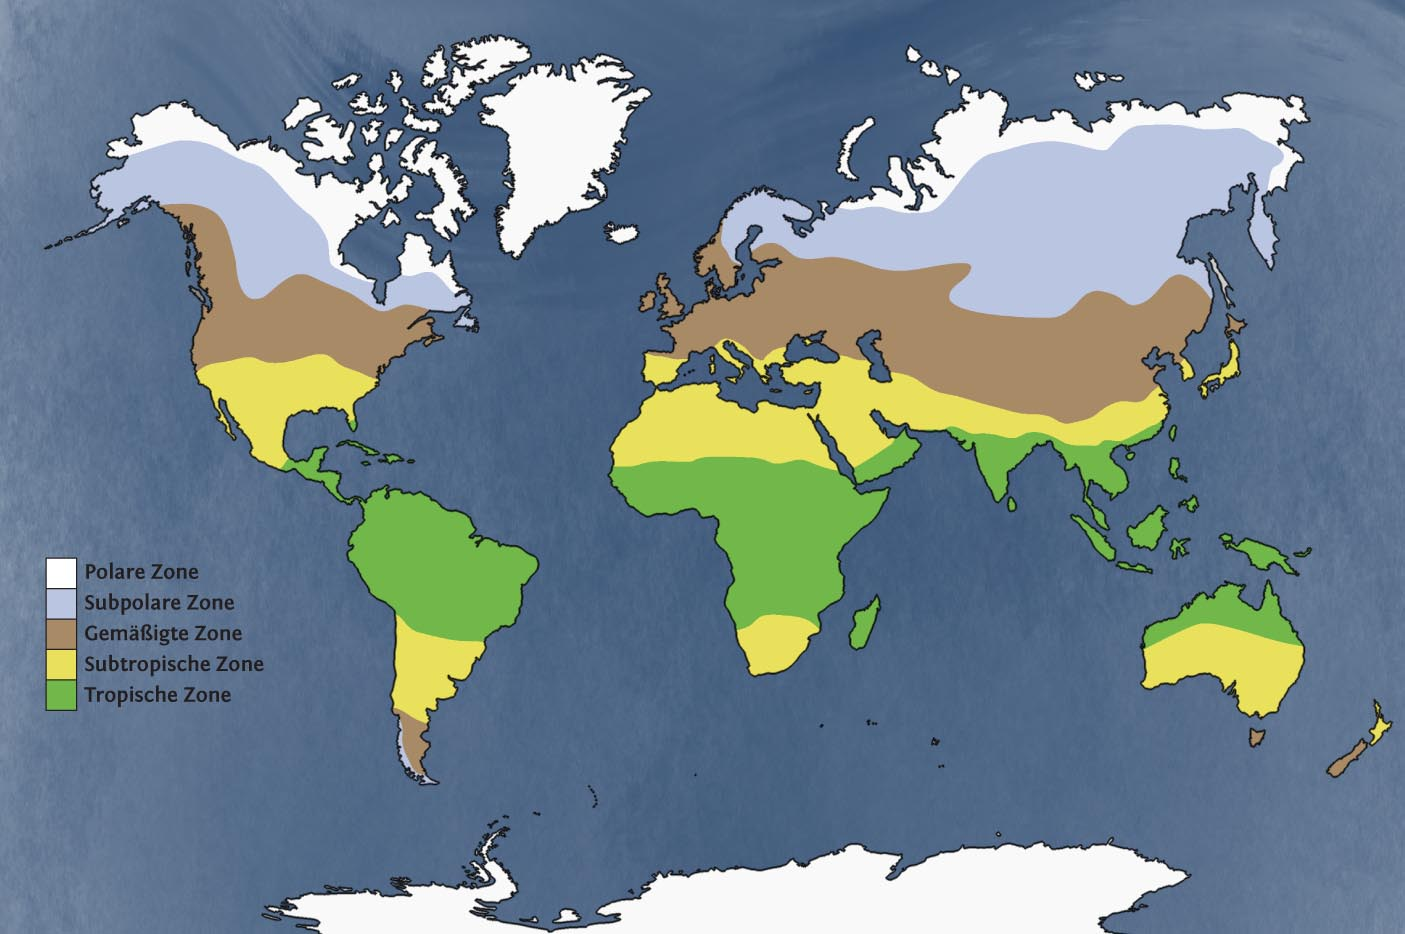 Polare Zone
Subpolare Zone
Gemäßigte Zone
Subtropische Zone
Tropische Zone